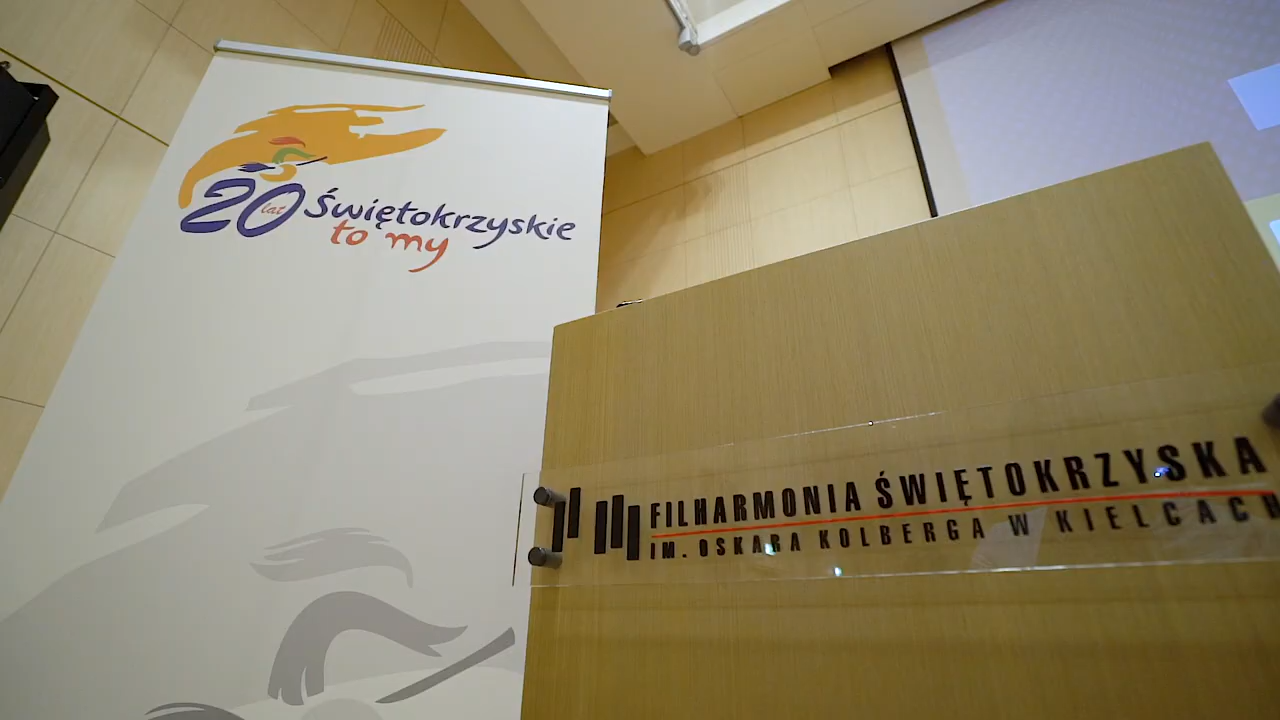 20 lat Świętokrzyskie
to my
FILHARMONIA ŚWIĘTOKRZYSKA
IM. OSKARA KOLBERGA W KIELCACH